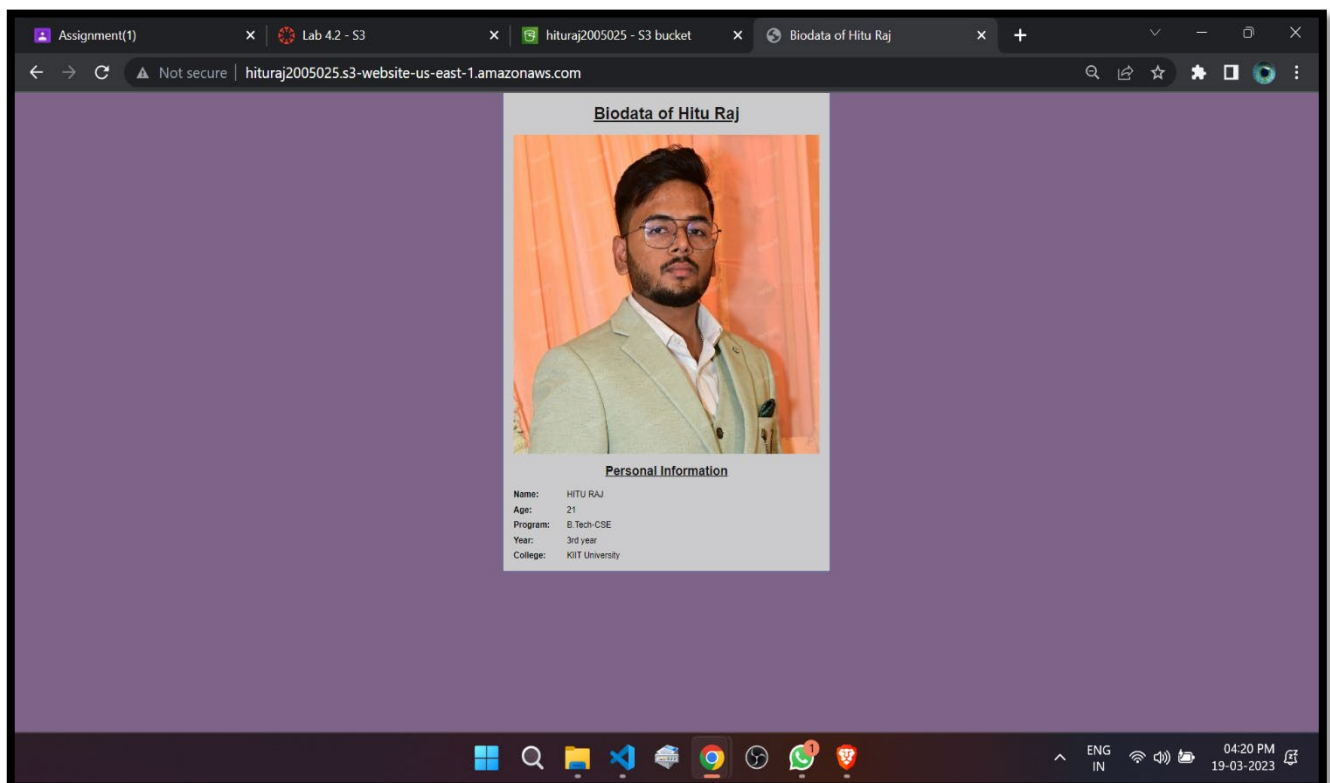 Assignment(1)
Lab 4.2 - S3
hituraj2005025 - S3 bucket
Biodata of Hitu Raj
Not secure
hituraj2005025.s3-website-us-east-1.amazonaws.com
Biodata of Hitu Raj
Personal Information
Name: HITU RAJ
Age: 21
Program: B.Tech-CSE
Year: 3rd year
College: KIIT University
1
ENG
IN
04:20 PM
19-03-2023